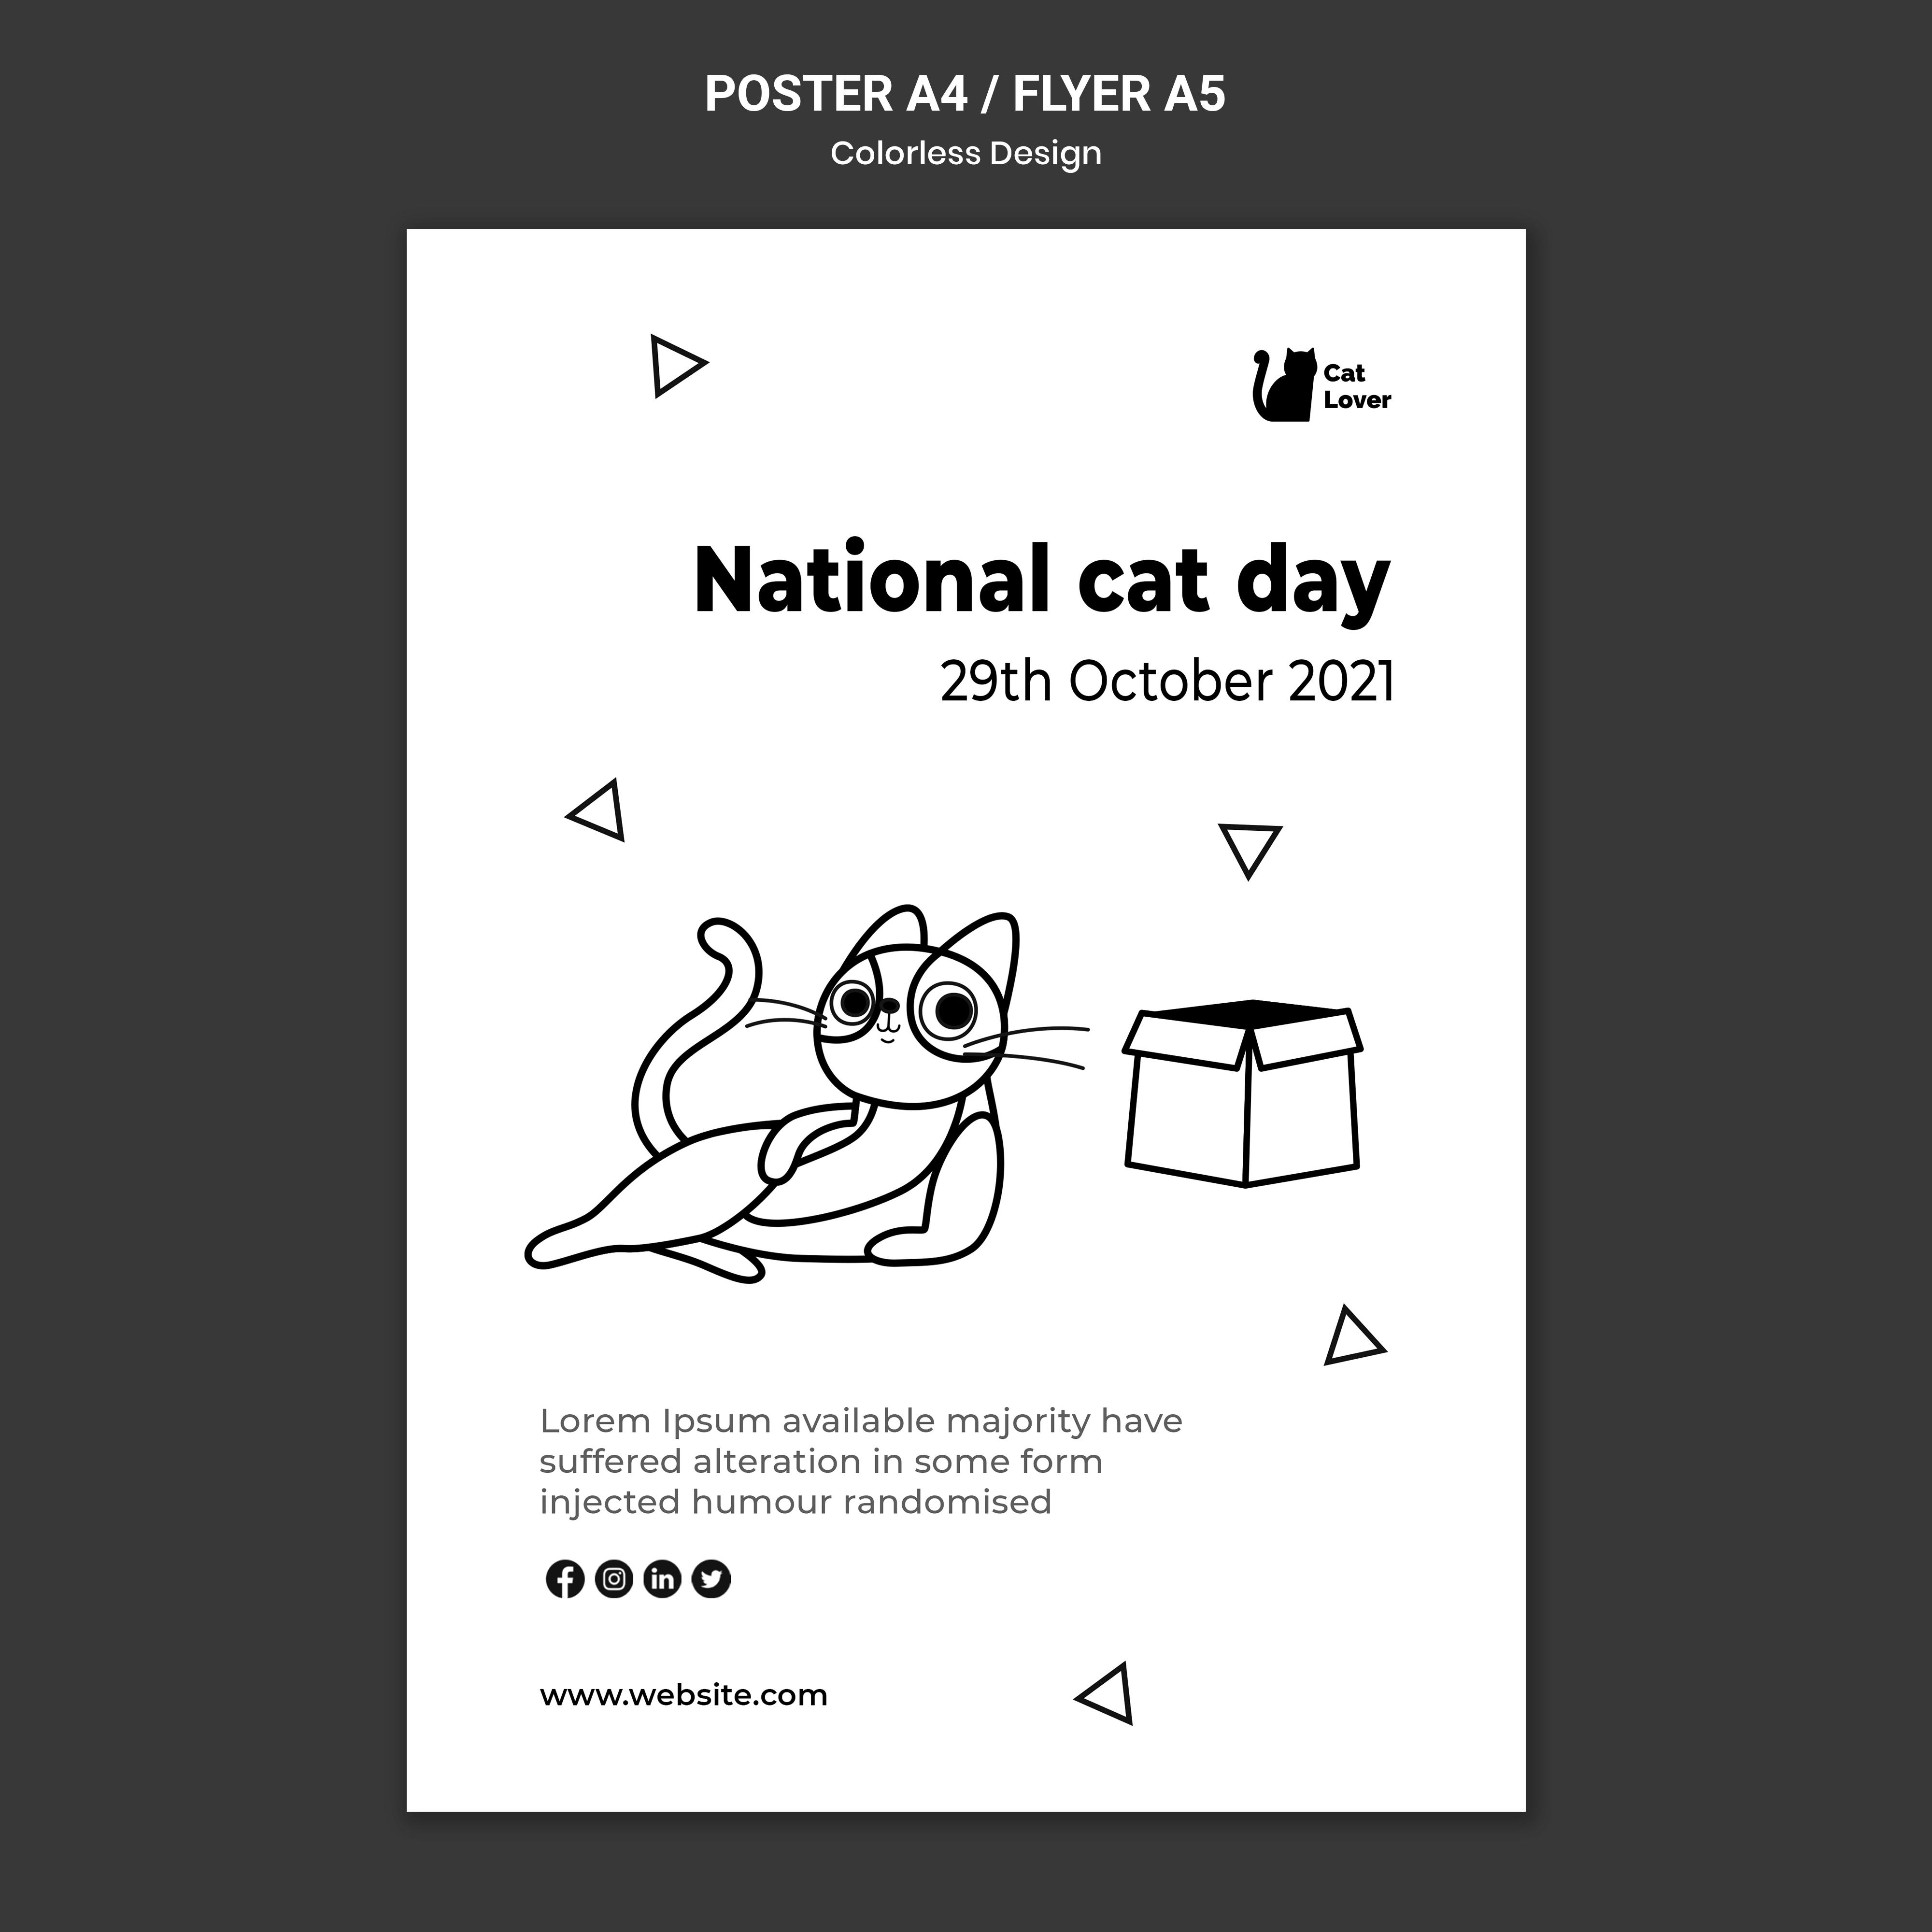 POSTER A4 / FLYER A5
Colorless Design
Cat
Lover
National cat day
29th October 2021
Lorem Ipsum available majority have
suffered alteration in some form
injected humour randomised
f
in
www.website.com